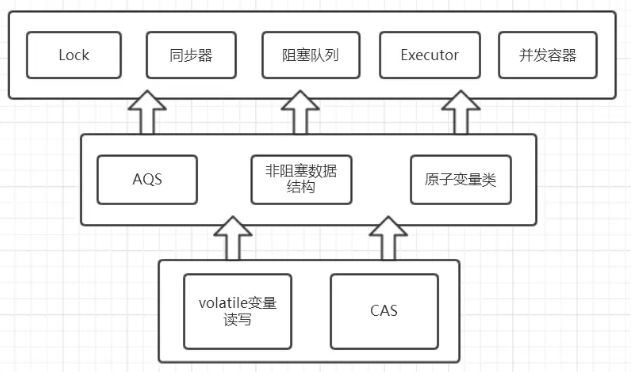 Lock
同步器
阻塞队列
Executor
并发容器
AQS
非阻塞数据
结构
原子变量类
volatile变量
读写
CAS